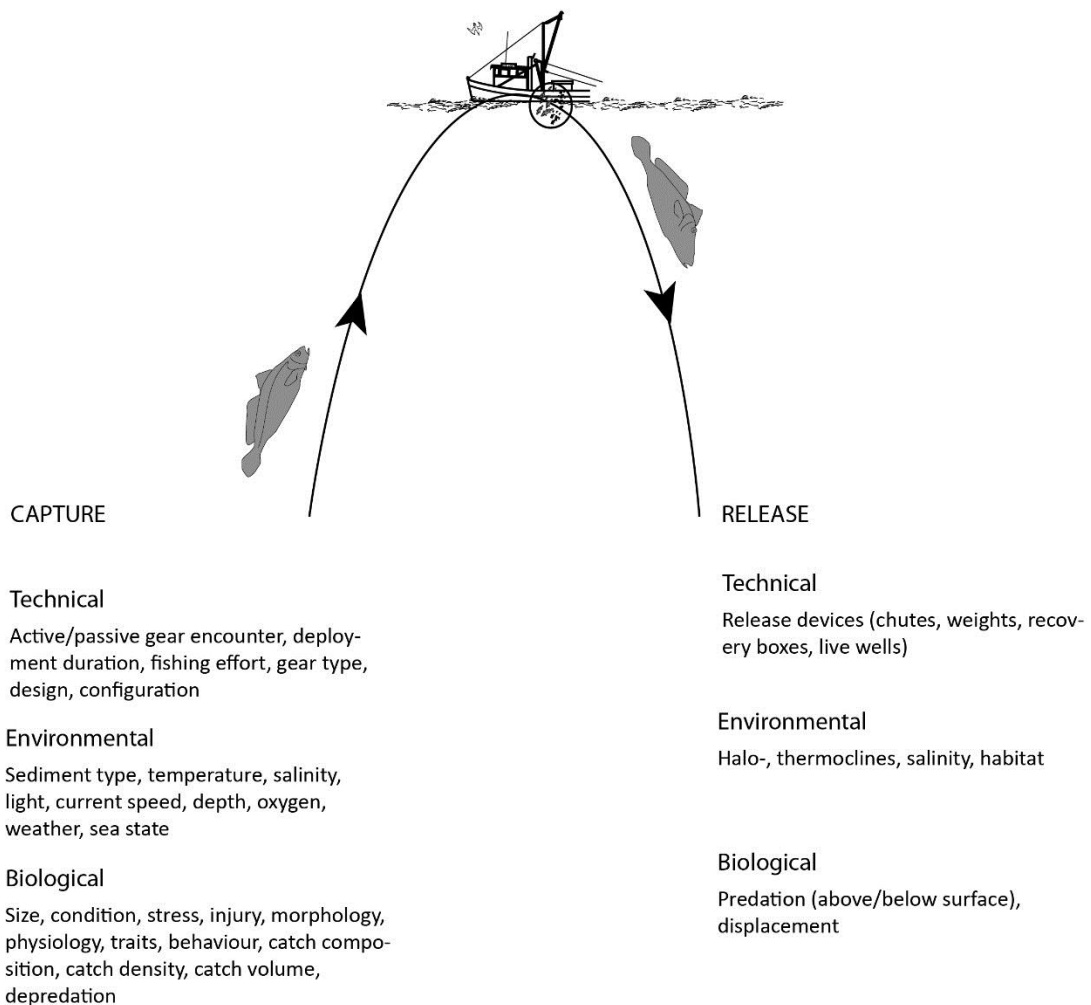 CAPTURE
Technical
Active/passive gear encounter, deploy-
ment duration, fishing effort, gear type,
design, configuration
Environmental
Sediment type, temperature, salinity,
light, current speed, depth, oxygen,
weather, sea state
Biological
Size, condition, stress, injury, morphology,
physiology, traits, behaviour, catch compo-
sition, catch density, catch volume,
depredation
RELEASE
Technical
Release devices (chutes, weights, recov-
ery boxes, live wells)
Environmental
Halo-, thermoclines, salinity, habitat
Biological
Predation (above/below surface),
displacement